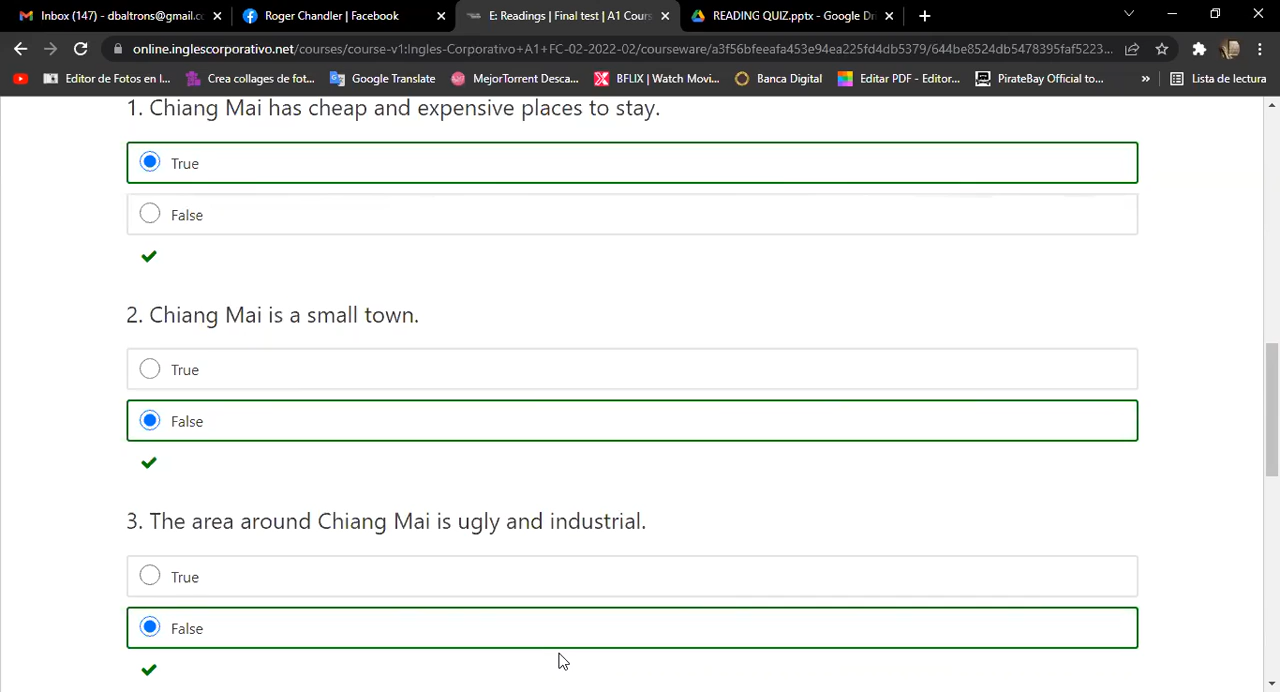 Inbox (147) - dbaltrons@gmail.c
Roger Chandler | Facebook
E: Readings | Final test | A1 Cours
READING QUIZ.pptx - Google Dri
online.inglescorporativo.net/courses/course-v1:Ingles-Corporativo+A1+FC-02-2022-02/courseware/a3f56bfeeafa453e94ea225fd4db5379/644be8524db5478395faf5223...
Editor de Fotos en l...
Crea collages de fot...
Google Translate
MejorTorrent Desca...
BFLIX | Watch Movi...
Banca Digital
Editar PDF - Editor...
PirateBay Official to...
»
Lista de lectura
1. Chiang Mai has cheap and expensive places to stay.
True
False
2. Chiang Mai is a small town.
True
False
3. The area around Chiang Mai is ugly and industrial.
True
False